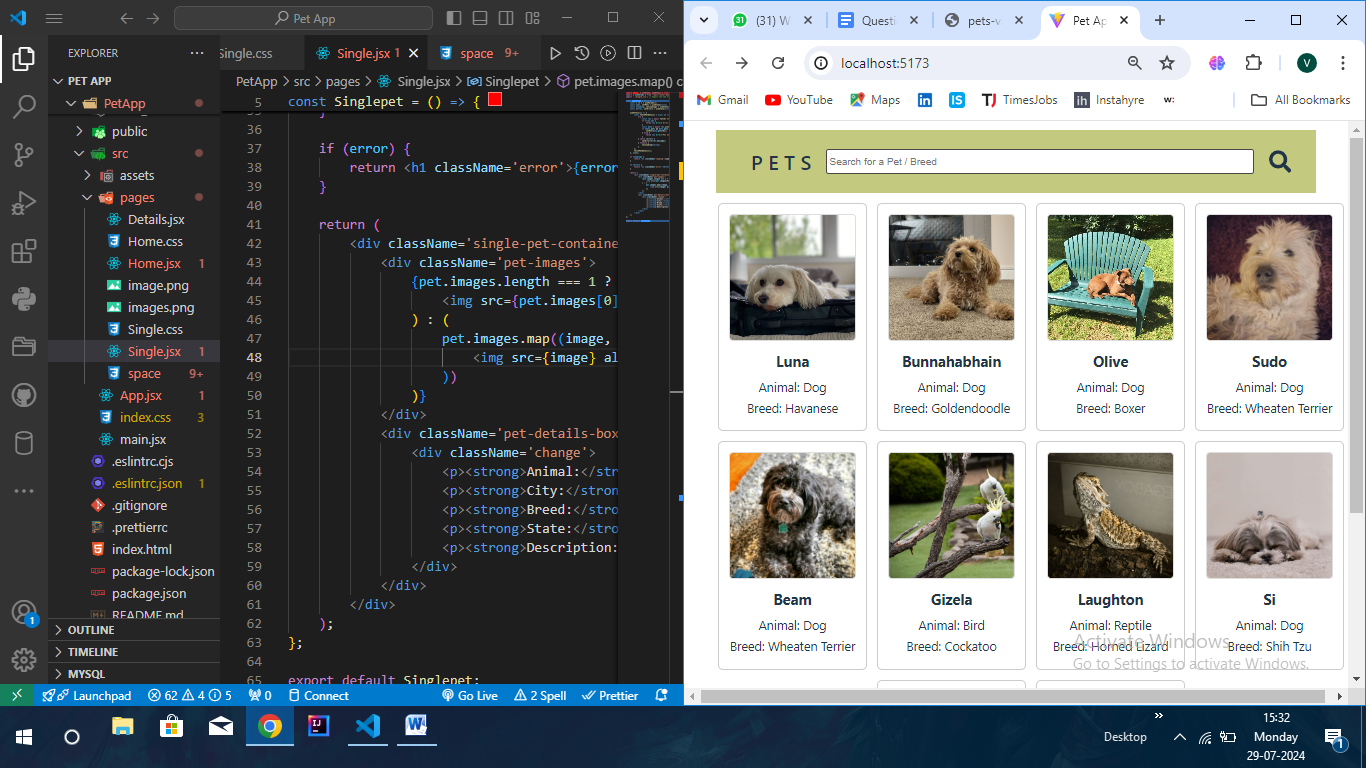 Pet App
EXPLORER
PET APP
PetApp
public
src
assets
pages
Details.jsx
Home.css
Home.jsx 1
image.png
images.png
Single.css
Single.jsx 1
space 9+
App.jsx 1
index.css 3
main.jsx
.eslintrc.cjs
.eslintrc.json 1
.gitignore
.prettierrc
index.html
package-lock.json
package.json
README.md
OUTLINE
TIMELINE
MYSQL
1
Single.css
Single.jsx 1
space 9+
PetApp > src > pages > Single.jsx > Singlepet > pet.images.map() c
5 const Singlepet = () => {
35 }
36
37 if (error) {
38 return <h1 className='error'>{error
39 }
40
41 return (
42 <div className='single-pet-containe
43 <div className='pet-images'>
44 {pet.images.length === 1 ?
45 <img src={pet.images[0]
46 ) : (
47 pet.images.map((image,
48 <img src={image} al
49 ))
50 )}
51 </div>
52 <div className='pet-details-box
53 <div className='change'>
54 <p><strong>Animal:</str
55 <p><strong>City:</stron
56 <p><strong>Breed:</stro
57 <p><strong>State:</stro
58 <p><strong>Description:
59 </div>
60 </div>
61 </div>
62 );
63 };
64
65 export default Singlepet;
Launchpad 62 4 5 0 Connect Go Live 2 Spell Prettier
31 (31) W
Questi
pets-v
Pet Ap
localhost:5173
V
Gmail
YouTube
Maps
in
IS
TJ TimesJobs
ih Instahyre
w:
All Bookmarks
PETS
Search for a Pet / Breed
Luna
Animal: Dog
Breed: Havanese
Bunnahabhain
Animal: Dog
Breed: Goldendoodle
Olive
Animal: Dog
Breed: Boxer
Sudo
Animal: Dog
Breed: Wheaten Terrier
Beam
Animal: Dog
Breed: Wheaten Terrier
Gizela
Animal: Bird
Breed: Cockatoo
Laughton
Animal: Reptile
Breed: Horned Lizard
Si
Animal: Dog
Breed: Shih Tzu
Activate Windows
Go to Settings to activate Windows.
IJ
W
Desktop
15:32
Monday
29-07-2024
1